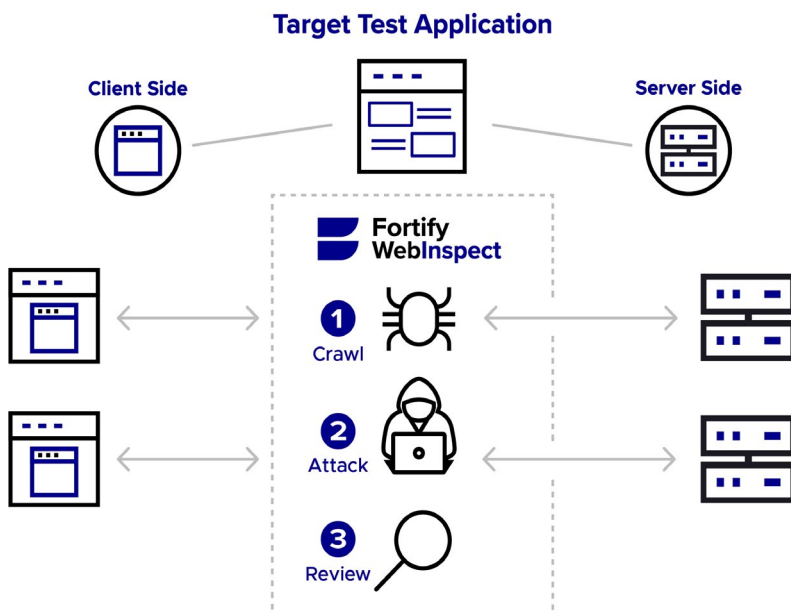 Target Test Application
Client Side
Server Side
Fortify
WebInspect
1
Crawl
2
Attack
3
Review